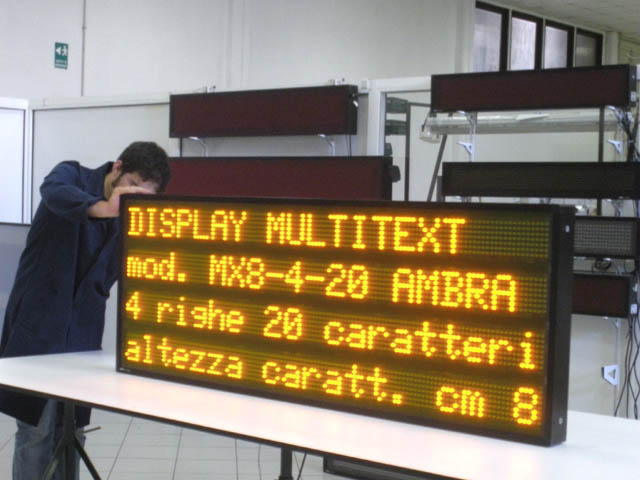 DISPLAY MULTITEXT
mod. MX8-4-20 AMBRA
4 righe 20 caratteri
altezza caratt. cm 8